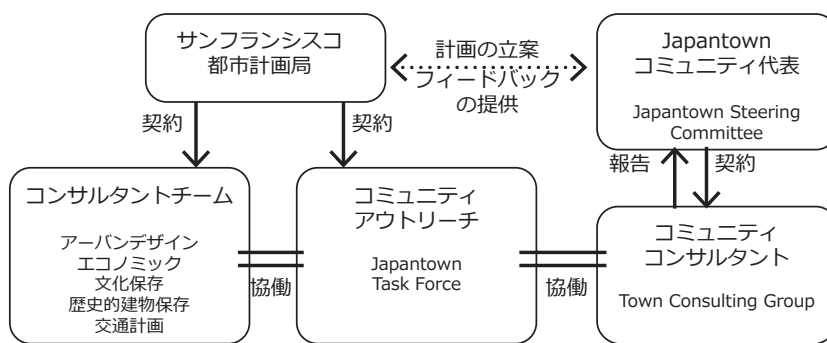 サンフランシスコ
都市計画局
計画の立案
フィードバック
の提供
Japantown
コミュニティ代表
Japantown Steering
Committee
契約
契約
報告
契約
コンサルタントチーム
アーバンデザイン
エコノミック
文化保存
歴史的建物保存
交通計画
協働
コミュニティ
アウトリーチ
Japantown
Task Force
協働
コミュニティ
コンサルタント
Town Consulting Group